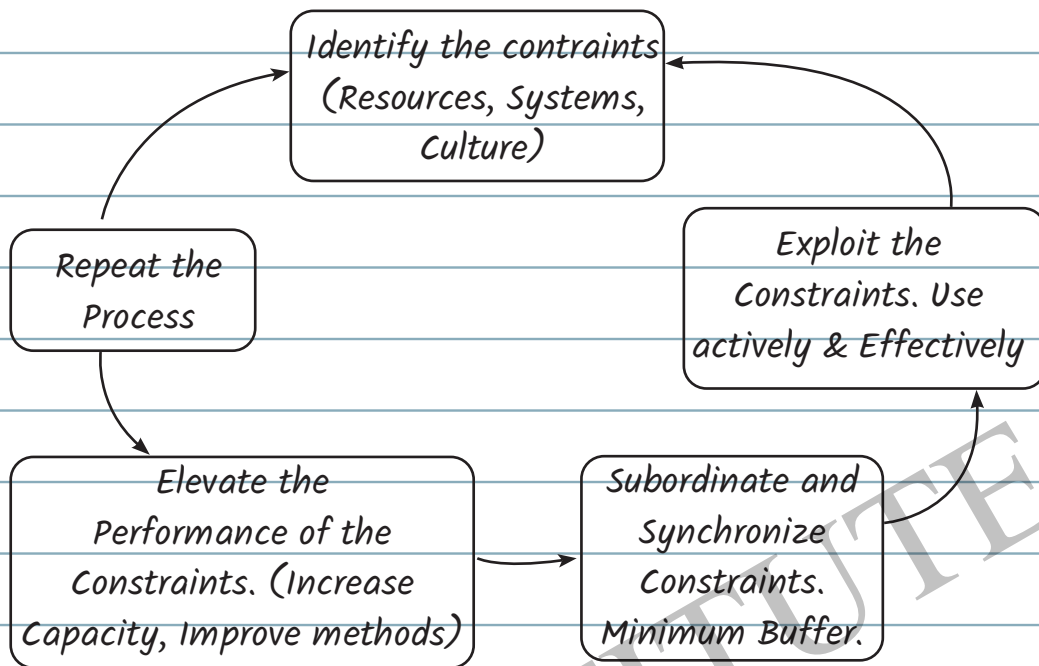 Identify the contraints
(Resources, Systems,
Culture)
Exploit the
Constraints. Use
actively & Effectively
Repeat the
Process
Elevate the
Performance of the
Constraints. (Increase
Capacity, Improve methods)
Subordinate and
Synchronize
Constraints.
Minimum Buffer.